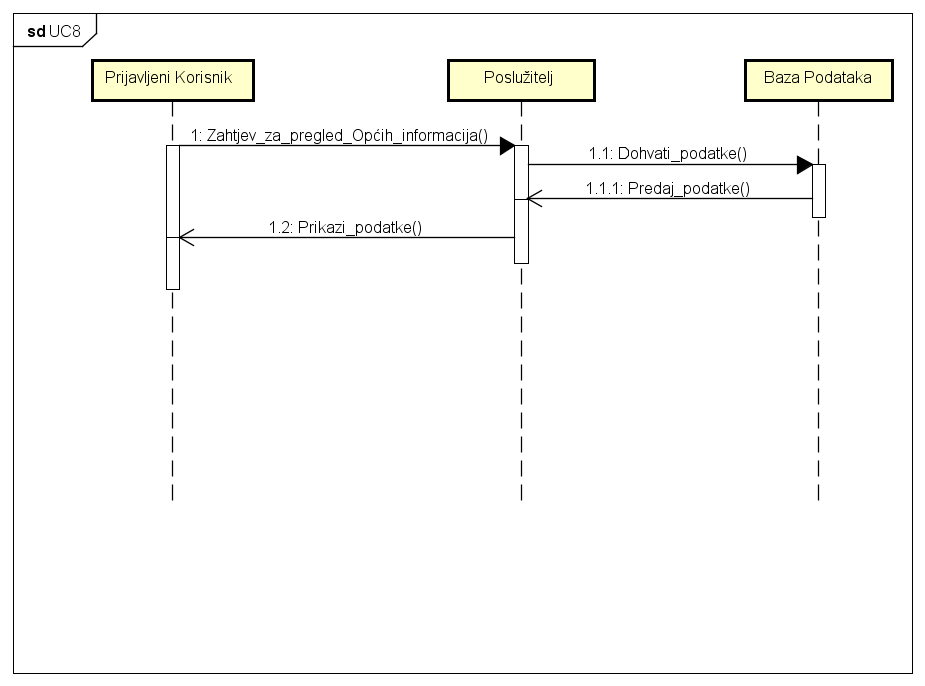 sd UC8
Prijavljeni Korisnik
Poslužitelj
Baza Podataka
1: Zahtjev_za_pregled_Općih_informacija()
1.1: Dohvati_podatke()
1.1.1: Predaj_podatke()
1.2: Prikazi_podatke()